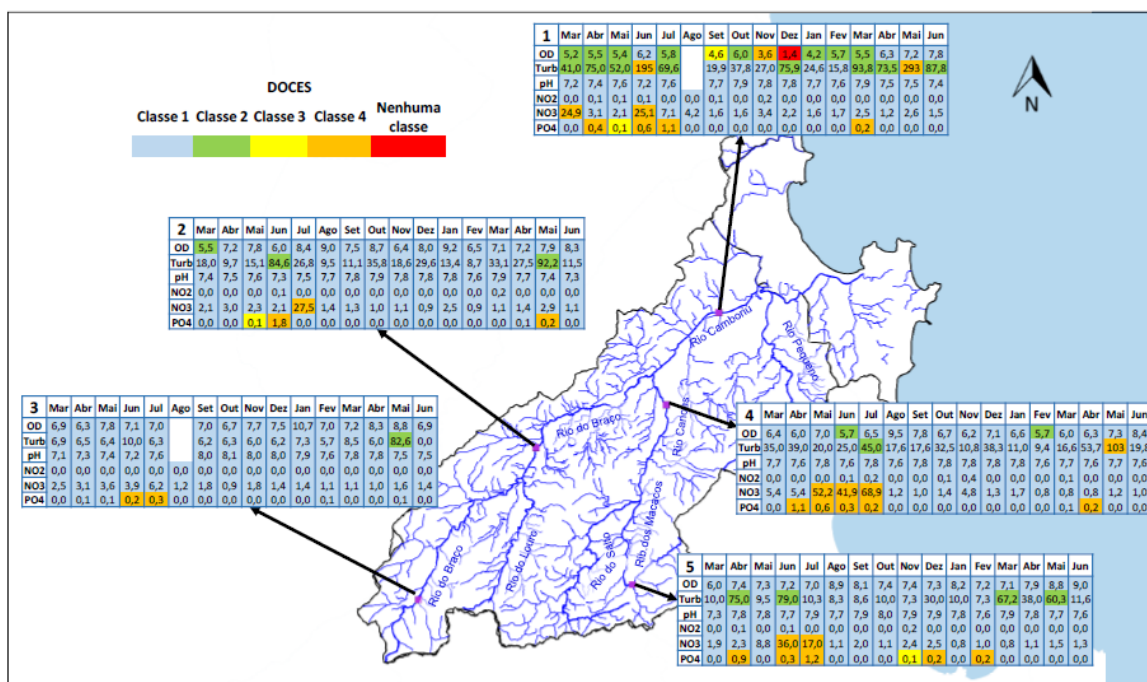 1 Mar Abr Mai Jun Jul Ago Set Out Nov Dez Jan Fev Mar Abr Mai Jun
OD 5,2 5,5 5,4 6,2 5,8 4,6 6,0 3,6 1,4 4,2 5,7 5,5 6,3 7,2 7,8
Turb 41,0 75,0 52,0 195 69,6 19,9 37,8 27,0 75,9 24,6 15,8 93,8 73,5 293 87,8
pH 7,4 7,4 7,6 7,2 7,6 7,7 7,9 7,8 7,8 7,7 7,6 7,9 7,5 7,5 7,4
NO2 0,0 0,1 0,1 0,1 0,0 0,0 0,1 0,0 0,2 0,0 0,0 0,0 0,0 0,0 0,0 0,0
NO3 24,9 3,1 2,1 25,1 7,1 4,2 1,6 1,6 3,4 2,2 1,6 1,7 2,5 1,2 2,6 1,5
PO4 0,0 0,4 0,1 0,6 1,1 0,0 0,0 0,0 0,0 0,0 0,0 0,0 0,2 0,0 0,0 0,0
DOCES
Classe 1 Classe 2 Classe 3 Classe 4 Nenhuma
classe
N
2 Mar Abr Mai Jun Jul Ago Set Out Nov Dez Jan Fev Mar Abr Mai Jun
OD 5,5 7,2 7,8 6,0 8,4 9,0 7,5 8,7 6,4 8,0 9,2 6,5 7,1 7,2 7,9 8,3
Turb 18,0 9,7 15,1 84,6 26,8 9,5 11,1 35,8 18,6 29,6 13,4 8,7 33,1 27,5 92,2 11,5
pH 7,4 7,5 7,6 7,3 7,5 7,7 7,8 7,9 7,8 7,8 7,8 7,6 7,9 7,7 7,4 7,3
NO2 0,0 0,0 0,0 0,1 0,0 0,0 0,0 0,0 0,0 0,0 0,0 0,0 0,2 0,0 0,0 0,0
NO3 2,1 3,0 2,3 2,1 27,5 1,4 1,3 1,0 1,1 0,9 2,5 0,9 1,1 1,4 2,9 1,1
PO4 0,0 0,0 0,1 1,8 0,0 0,0 0,0 0,0 0,0 0,0 0,0 0,0 0,0 0,1 0,2 0,0
Rio Camboriú
Rio Pequeno
3 Mar Abr Mai Jun Jul Ago Set Out Nov Dez Jan Fev Mar Abr Mai Jun
OD 6,9 6,3 7,8 7,1 7,0 7,0 6,7 7,7 7,5 10,7 7,0 7,2 8,3 8,8 6,9
Turb 6,9 6,5 6,4 10,0 6,3 6,2 6,3 6,0 6,2 7,3 5,7 8,5 6,0 82,6 0,0
pH 7,1 7,3 7,4 7,2 7,6 8,0 8,1 8,0 8,0 7,9 7,6 7,8 7,8 7,5 7,5
NO2 0,0 0,0 0,0 0,0 0,0 0,0 0,0 0,0 0,0 0,0 0,0 0,0 0,0 0,0 0,0 0,0
NO3 2,5 3,1 3,6 3,9 6,2 1,2 1,8 0,9 1,8 1,4 1,4 1,1 1,1 1,0 1,6 1,4
PO4 0,0 0,1 0,1 0,2 0,3 0,0 0,0 0,0 0,0 0,0 0,1 0,0 0,0 0,1 0,0
4 Mar Abr Mai Jun Jul Ago Set Out Nov Dez Jan Fev Mar Abr Mai Jun
OD 6,4 6,0 7,0 5,7 6,5 9,5 7,8 6,7 6,2 7,1 6,6 5,7 6,0 6,3 7,3 8,4
Turb 35,0 39,0 20,0 25,0 45,0 17,6 17,6 32,5 10,8 38,3 11,0 9,4 16,6 53,7 103 19,8
pH 7,7 7,6 7,8 7,6 7,8 7,6 7,8 7,8 7,8 7,8 7,8 7,6 7,7 7,6 7,7 7,6
NO2 0,0 0,0 0,0 0,1 0,2 0,0 0,0 0,1 0,4 0,0 0,0 0,0 0,1 0,0 0,0 0,0
NO3 5,4 5,4 52,2 41,9 68,9 1,2 1,0 1,4 4,8 1,3 1,7 0,8 0,8 0,8 1,2 1,0
PO4 0,0 1,1 0,6 0,3 0,2 0,0 0,0 0,0 0,0 0,0 0,0 0,0 0,1 0,2 0,0 0,0
Rio do Braço
Rio Canoas
Rib dos Macacos
Rio do Salto
Rio do Louro
Rio do Braço
5 Mar Abr Mai Jun Jul Ago Set Out Nov Dez Jan Fev Mar Abr Mai Jun
OD 6,0 7,4 7,3 7,2 7,0 8,9 8,1 7,4 7,4 7,3 8,2 7,2 7,1 7,9 8,8 9,0
Turb 10,0 75,0 9,5 79,0 10,3 8,3 8,6 10,0 7,3 30,0 10,0 7,3 67,2 38,0 60,3 11,6
pH 7,3 7,8 7,8 7,7 7,9 7,7 7,9 7,8 7,9 7,9 7,8 7,6 7,9 7,8 7,7 7,6
NO2 0,0 0,1 0,0 0,1 0,0 0,0 0,0 0,0 0,2 0,0 0,0 0,0 0,0 0,0 0,0 0,0
NO3 1,9 2,3 8,8 36,0 17,0 1,1 2,0 1,1 2,4 2,5 0,8 1,0 0,8 1,1 1,5 1,3
PO4 0,0 0,9 0,0 0,3 1,2 0,0 0,0 0,0 0,1 0,2 0,0 0,2 0,0 0,0 0,0 0,0